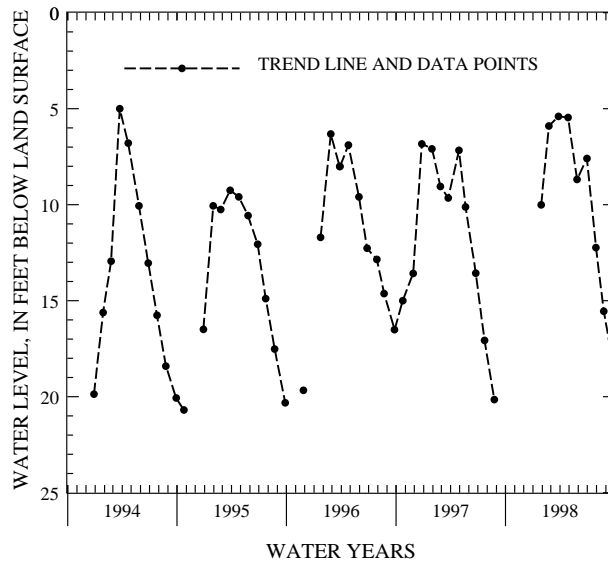 WATER LEVEL, IN FEET BELOW LAND SURFACE
0
5
10
15
20
25
TREND LINE AND DATA POINTS
1994 1995 1996 1997 1998
WATER YEARS